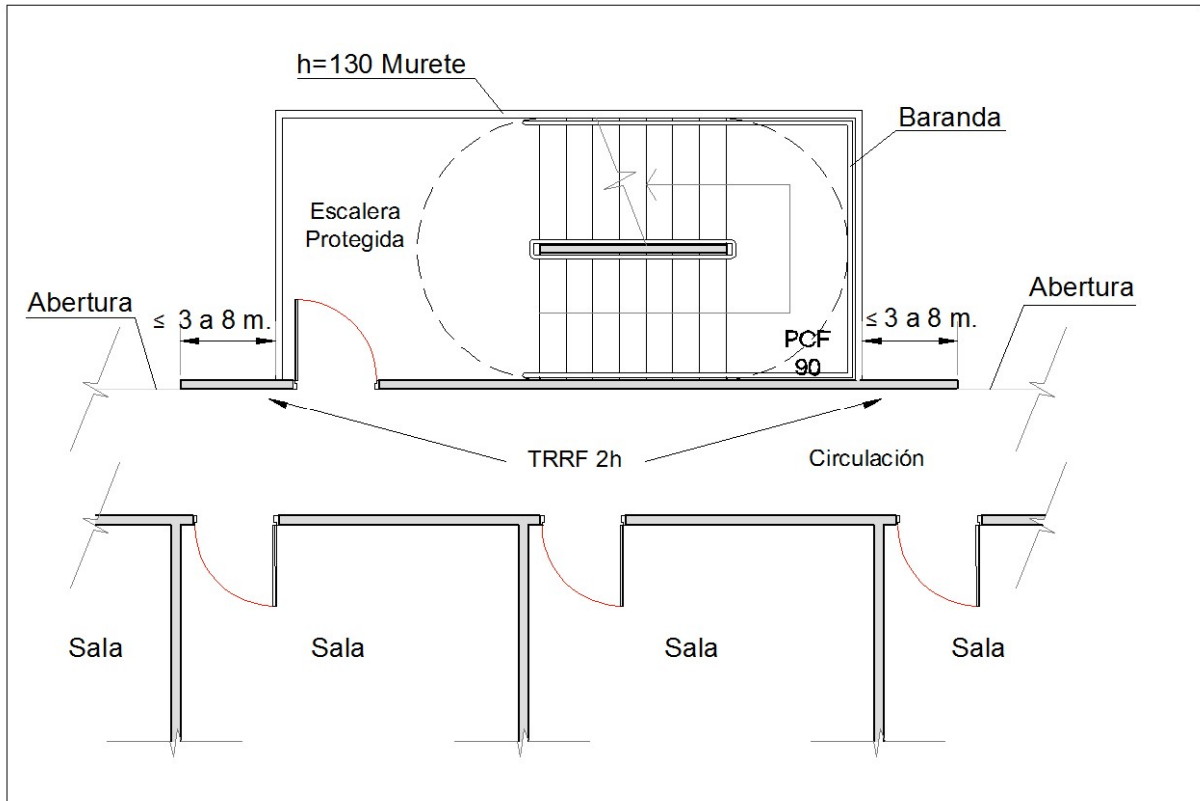 h=130 Murete
Baranda
Escalera
Protegida
Abertura
≤ 3 a 8 m.
Abertura
≤ 3 a 8 m.
PCF
90
TRRF 2h
Circulación
Sala
Sala
Sala
Sala